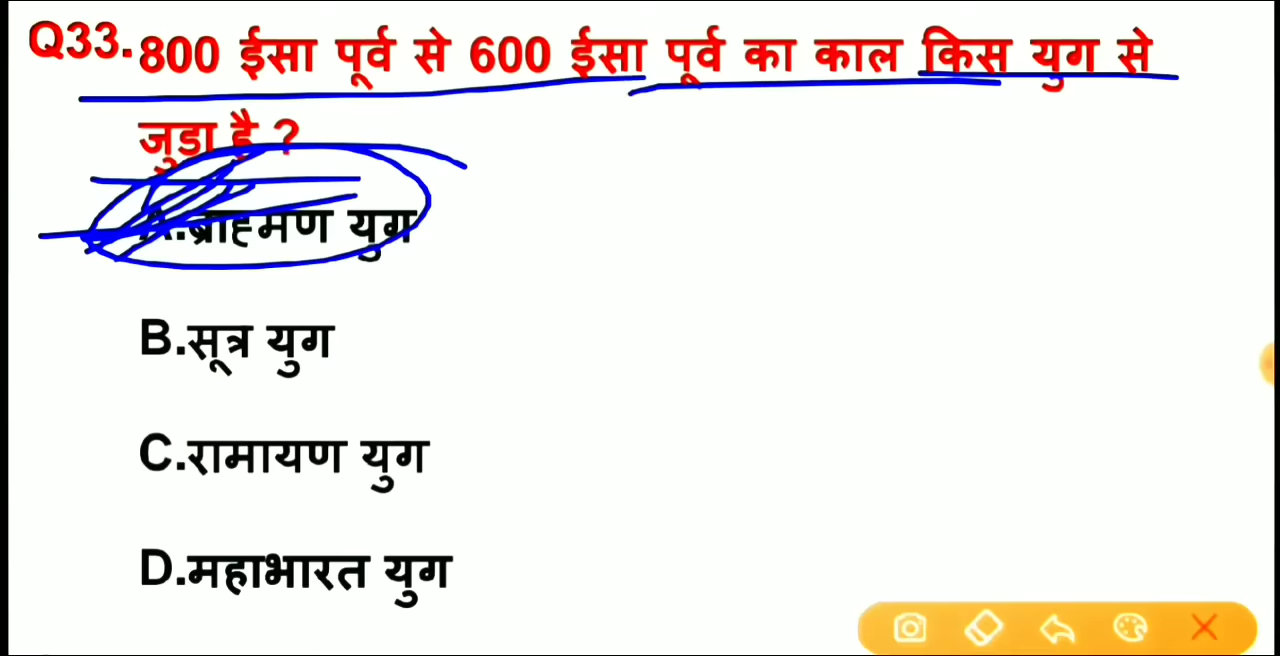 Q33. 800 ईसा पूर्व से 600 ईसा पूर्व का काल किस युग से
जुडा है ?
A.ब्राह्मण युग
B.सूत्र युग
C.रामायण युग
D.महाभारत युग